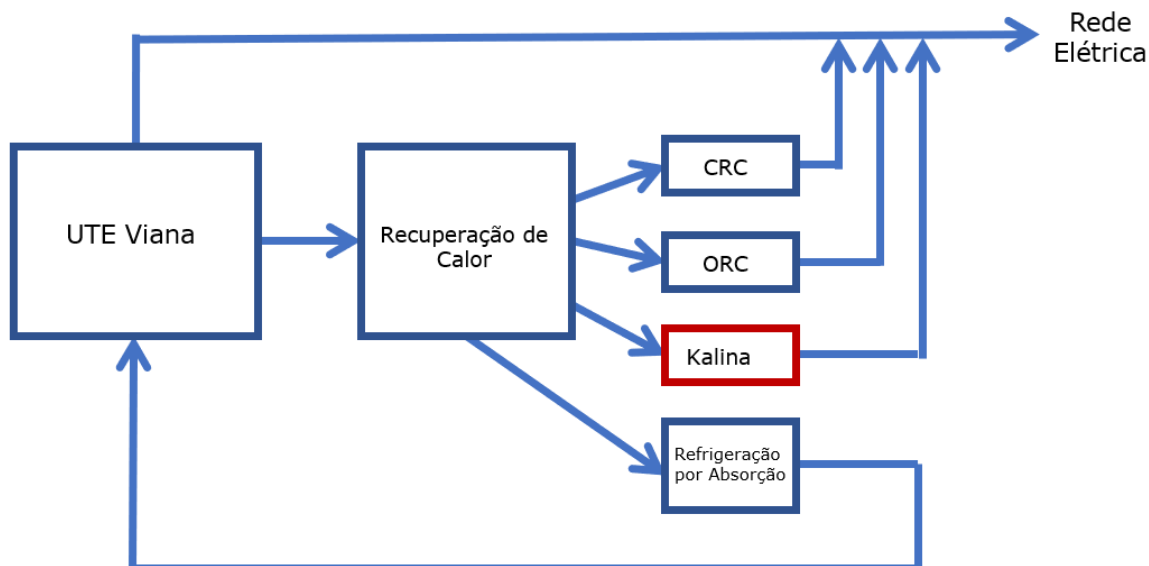 Rede
Elétrica
UTE Viana
Recuperação de
Calor
CRC
ORC
Kalina
Refrigeração
por Absorção